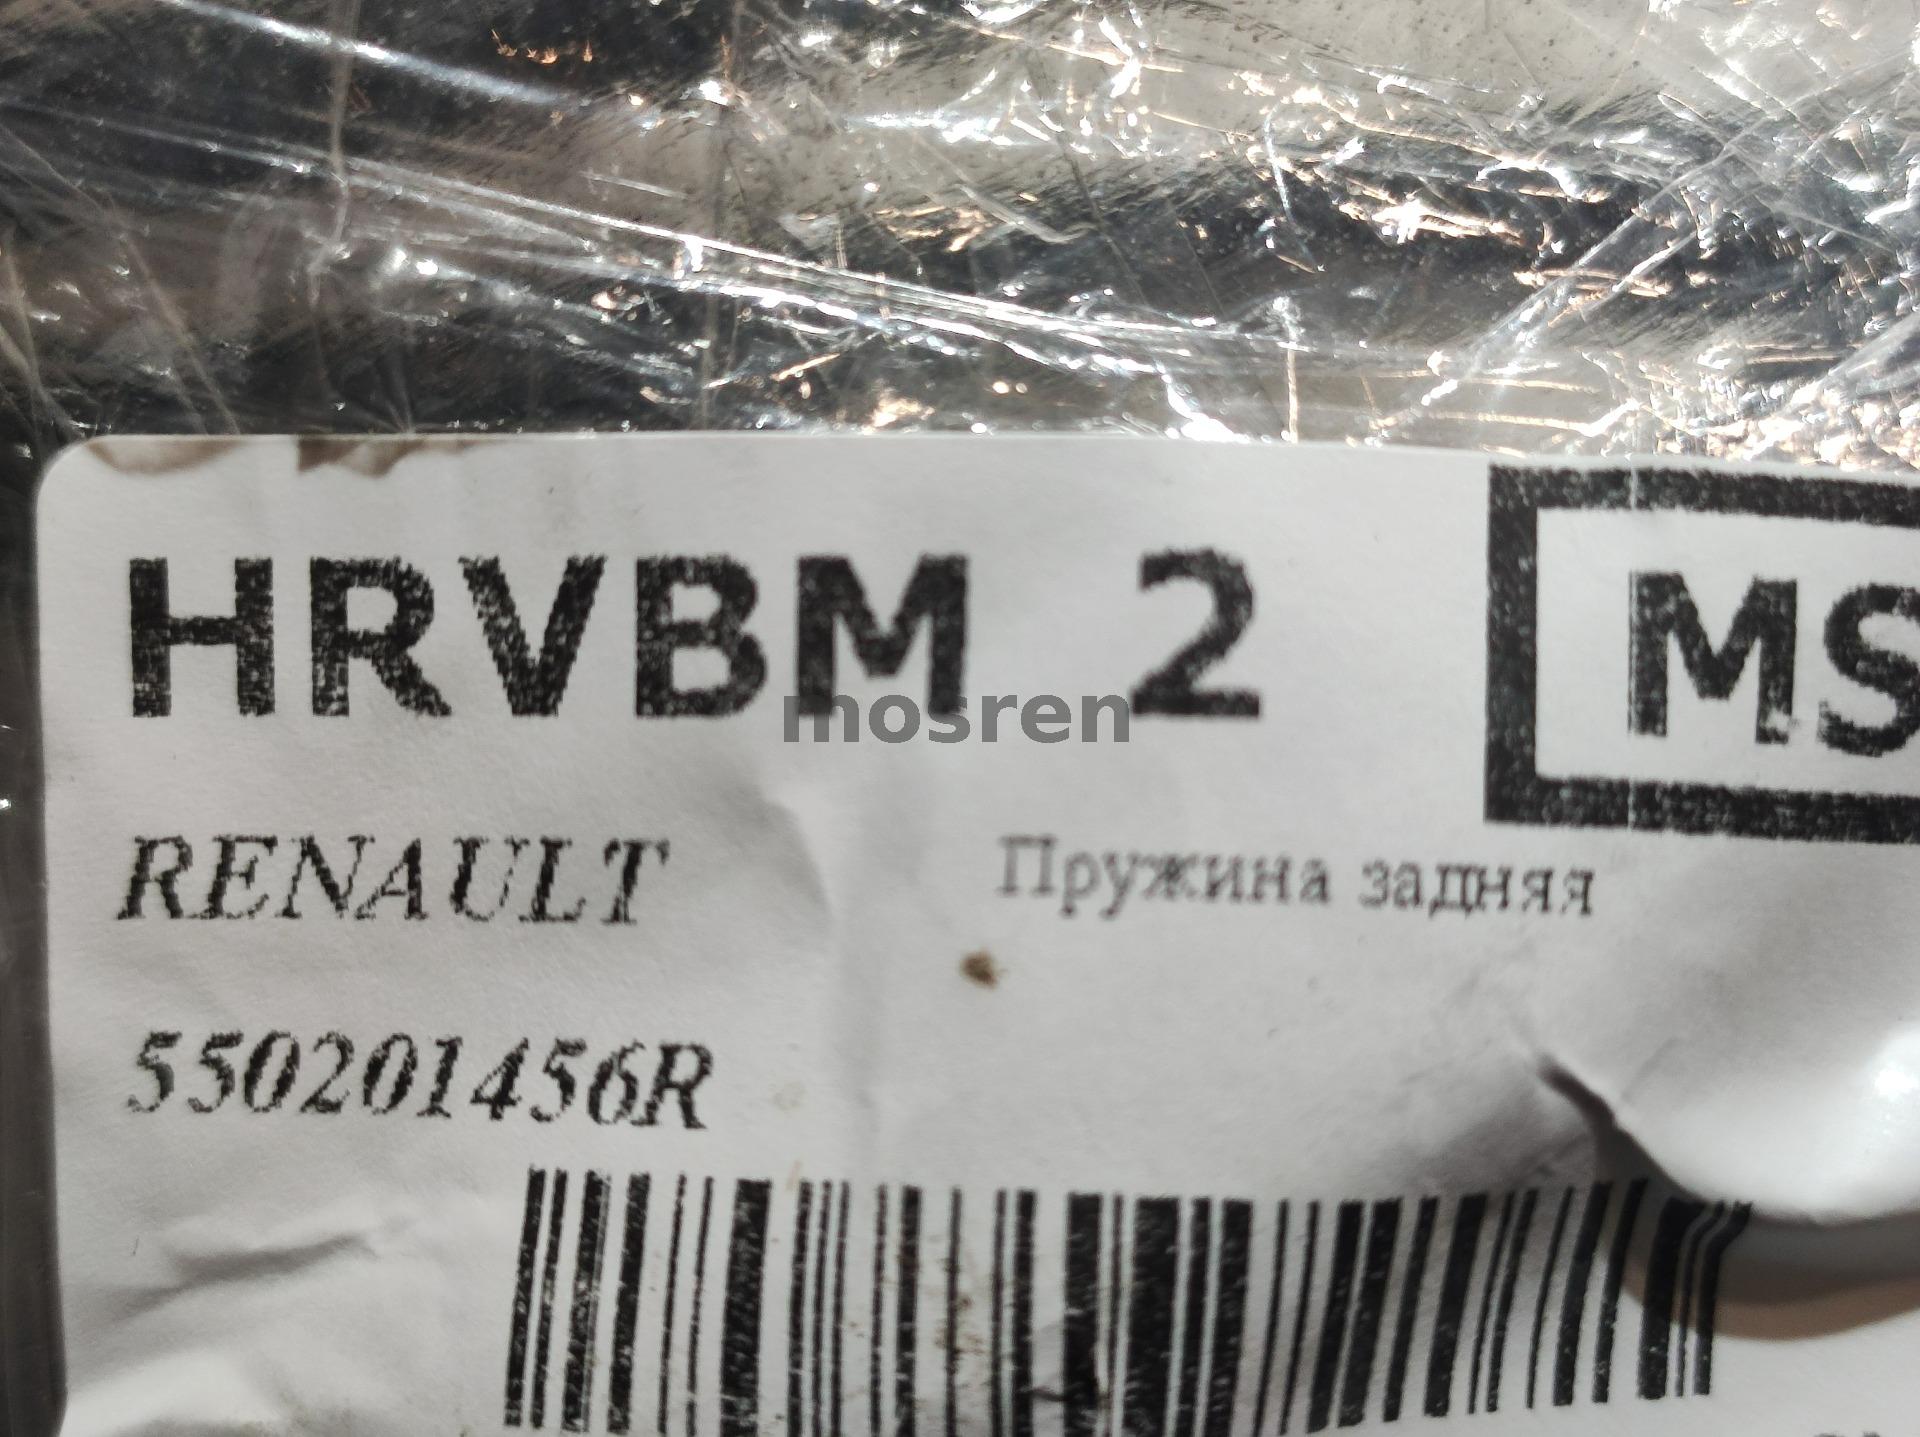 HRVBM 2 MS
mosren
RENAULT Пружина задняя
550201456R